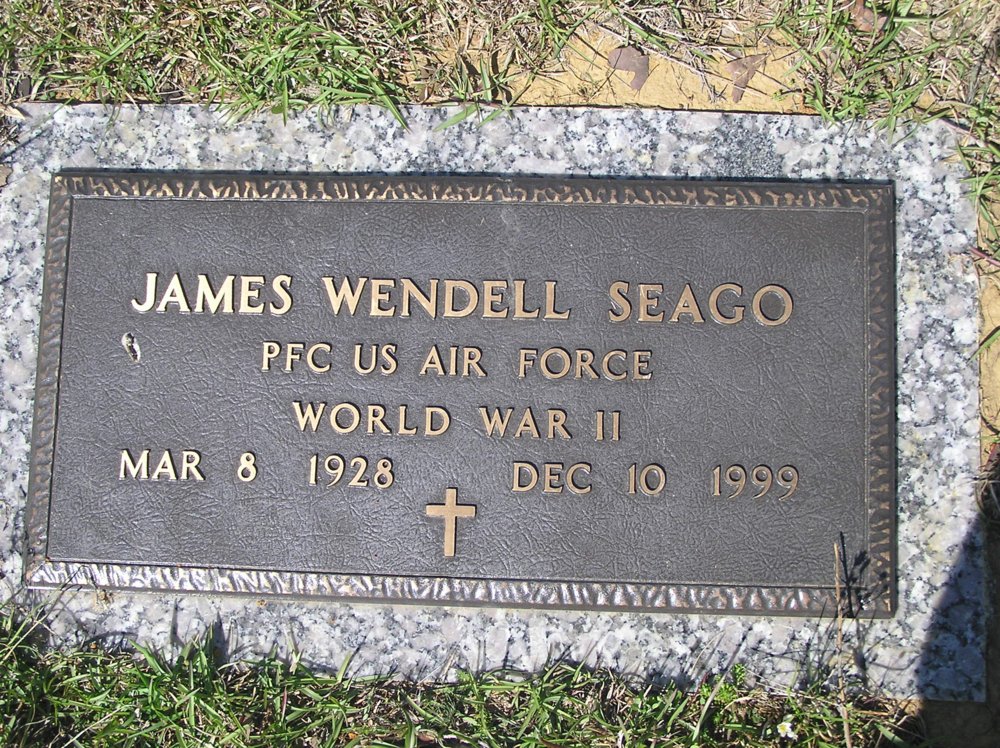 JAMES WENDELL SEAGO
PFC US AIR FORCE
WORLD WAR II
MAR 8 1928 DEC 10 1999